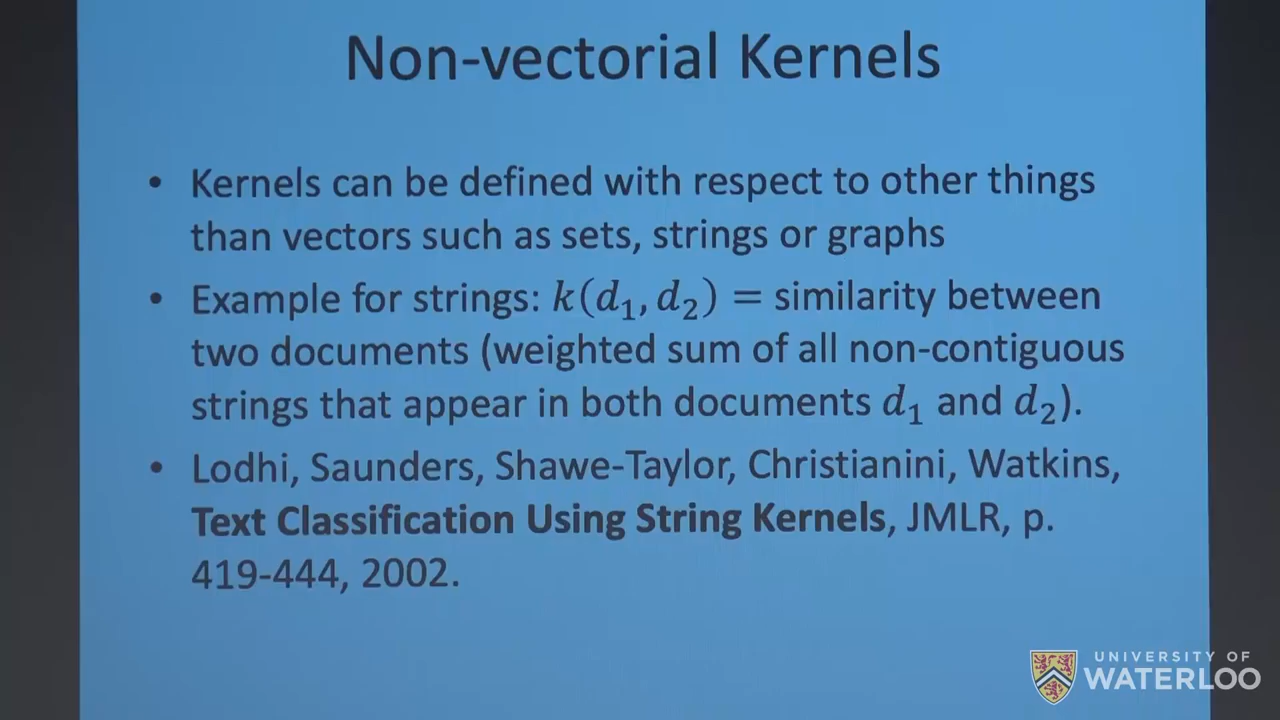 Non-vectorial Kernels
• Kernels can be defined with respect to other things
than vectors such as sets, strings or graphs
• Example for strings: k(d₁, d₂) = similarity between
two documents (weighted sum of all non-contiguous
strings that appear in both documents d₁ and d₂).
• Lodhi, Saunders, Shawe-Taylor, Christianini, Watkins,
Text Classification Using String Kernels, JMLR, p.
419-444, 2002.
UNIVERSITY OF
WATERLOO